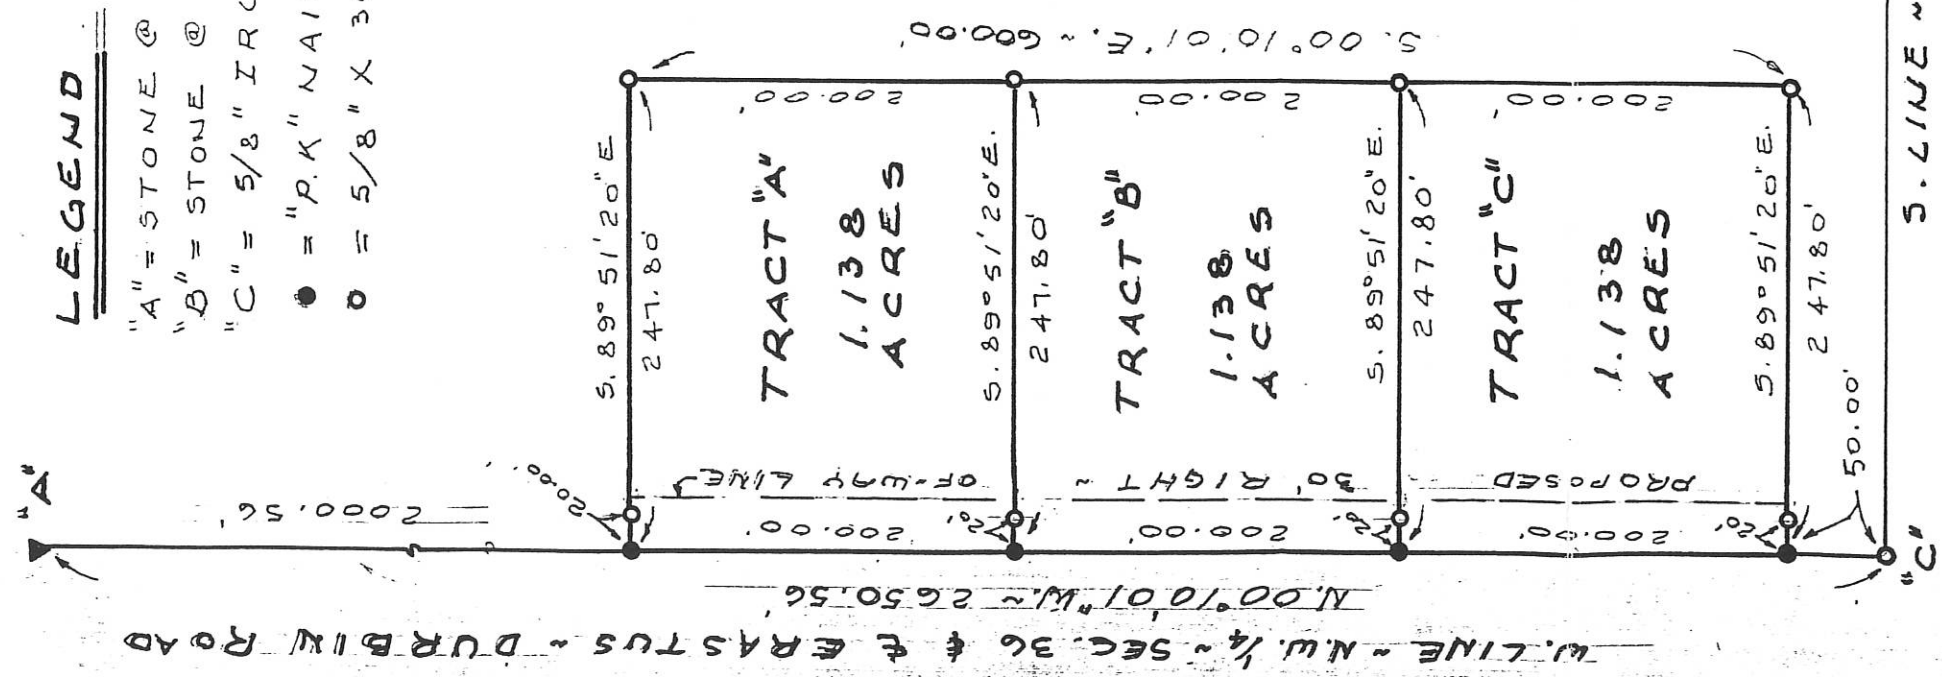 LEGEND
"A" = STONE @
"B" = STONE @
"C" = 5/8" IRO
● = "P.K" NAI
o = 5/8" X 3
"A"
2000.56'
S. 00° 10' 01" E. ~ 600.00'
200.00'
200.00'
200.00'
S. 89° 51' 20" E
247.80'
TRACT "A"
1.138
ACRES
S. 89° 51' 20" E.
247.80'
TRACT "B"
1.138
ACRES
S. 89° 51' 20" E.
247.80'
TRACT "C"
1.138
ACRES
S. 89° 51' 20" E.
247.80'
50.00'
S. LINE ~
PROPOSED 30' RIGHT ~ OF-WAY LINE
20.00'
200.00'
20'
200.00'
20'
200.00'
20'
"C"
N. 00° 10' 01" W. ~ 2650.56'
W. LINE ~ N.W. 1/4 ~ SEC. 36 & ℄ ERASTUS ~ DURBIN ROAD